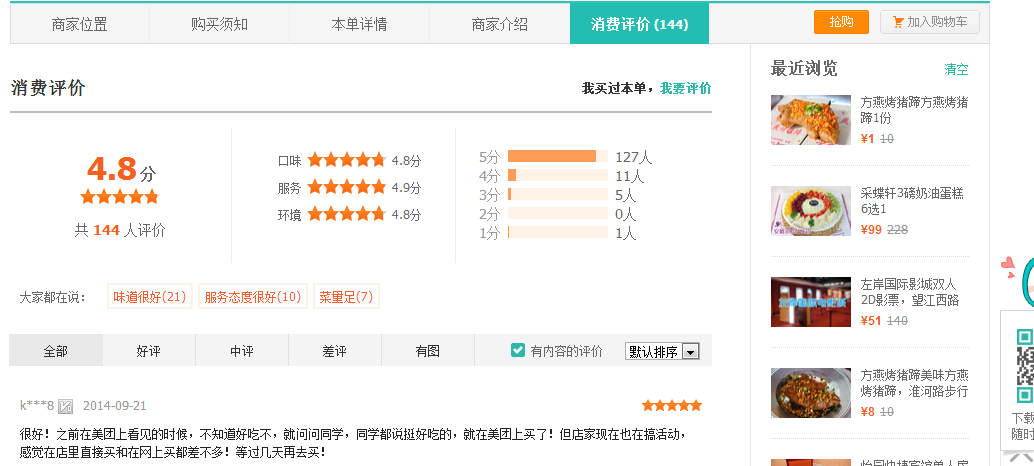 商家位置
购买须知
本单详情
商家介绍
消费评价 (144)
抢购
加入购物车
消费评价
我买过本单，我要评价
4.8分
共 144 人评价
口味 4.8分
服务 4.9分
环境 4.8分
5分 127人
4分 11人
3分 5人
2分 0人
1分 1人
大家都在说： 味道很好(21) 服务态度很好(10) 菜量足(7)
全部 好评 中评 差评 有图 有内容的评价 默认排序
k***8 2014-09-21
很好！之前在美团上看见的时候，不知道好吃不，就问问同学，同学都说挺好吃的，就在美团上买了！但店家现在也在搞活动，
感觉在店里直接买和在网上买都差不多！等过几天再去买！
最近浏览 清空
方燕烤猪蹄方燕烤猪
蹄1份
¥1 10
采蝶轩3磅奶油蛋糕
6选1
¥99 228
左岸国际影城双人
2D影票，望江西路
¥51 140
方燕烤猪蹄美味方燕
烤猪蹄，淮河路步行
¥8 10
下载
随时